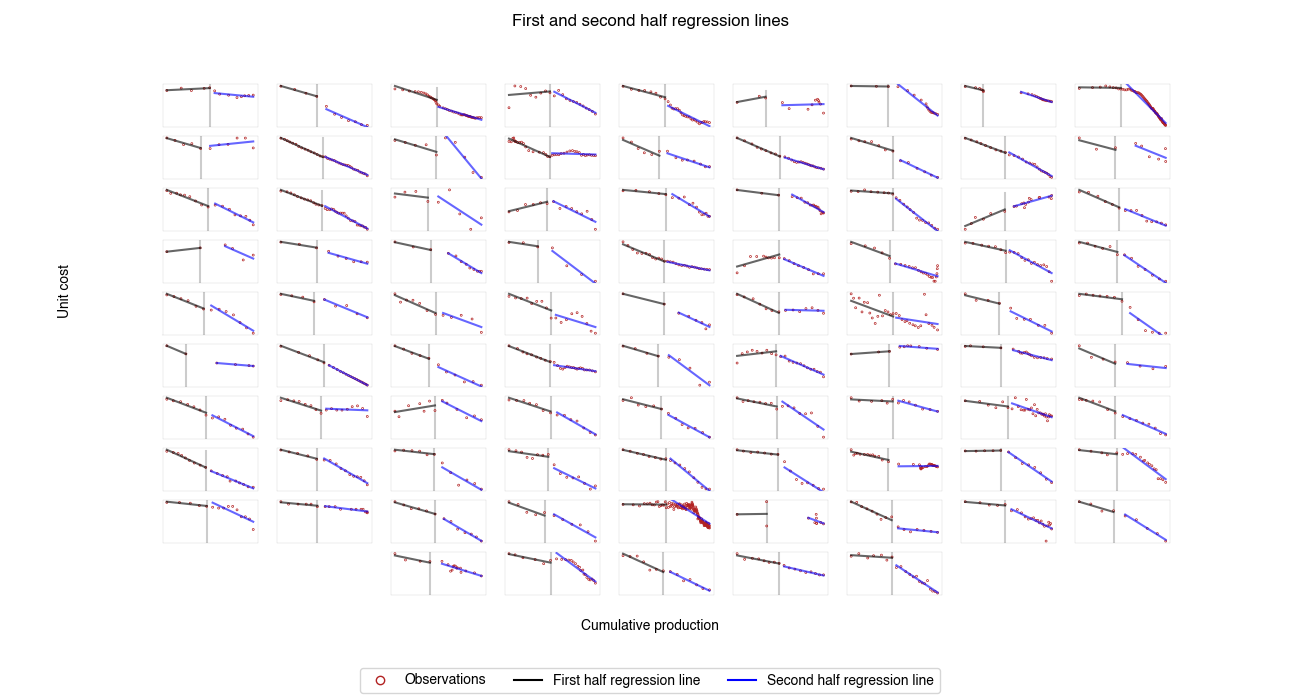 First and second half regression lines
Unit cost
Cumulative production
Observations
First half regression line
Second half regression line